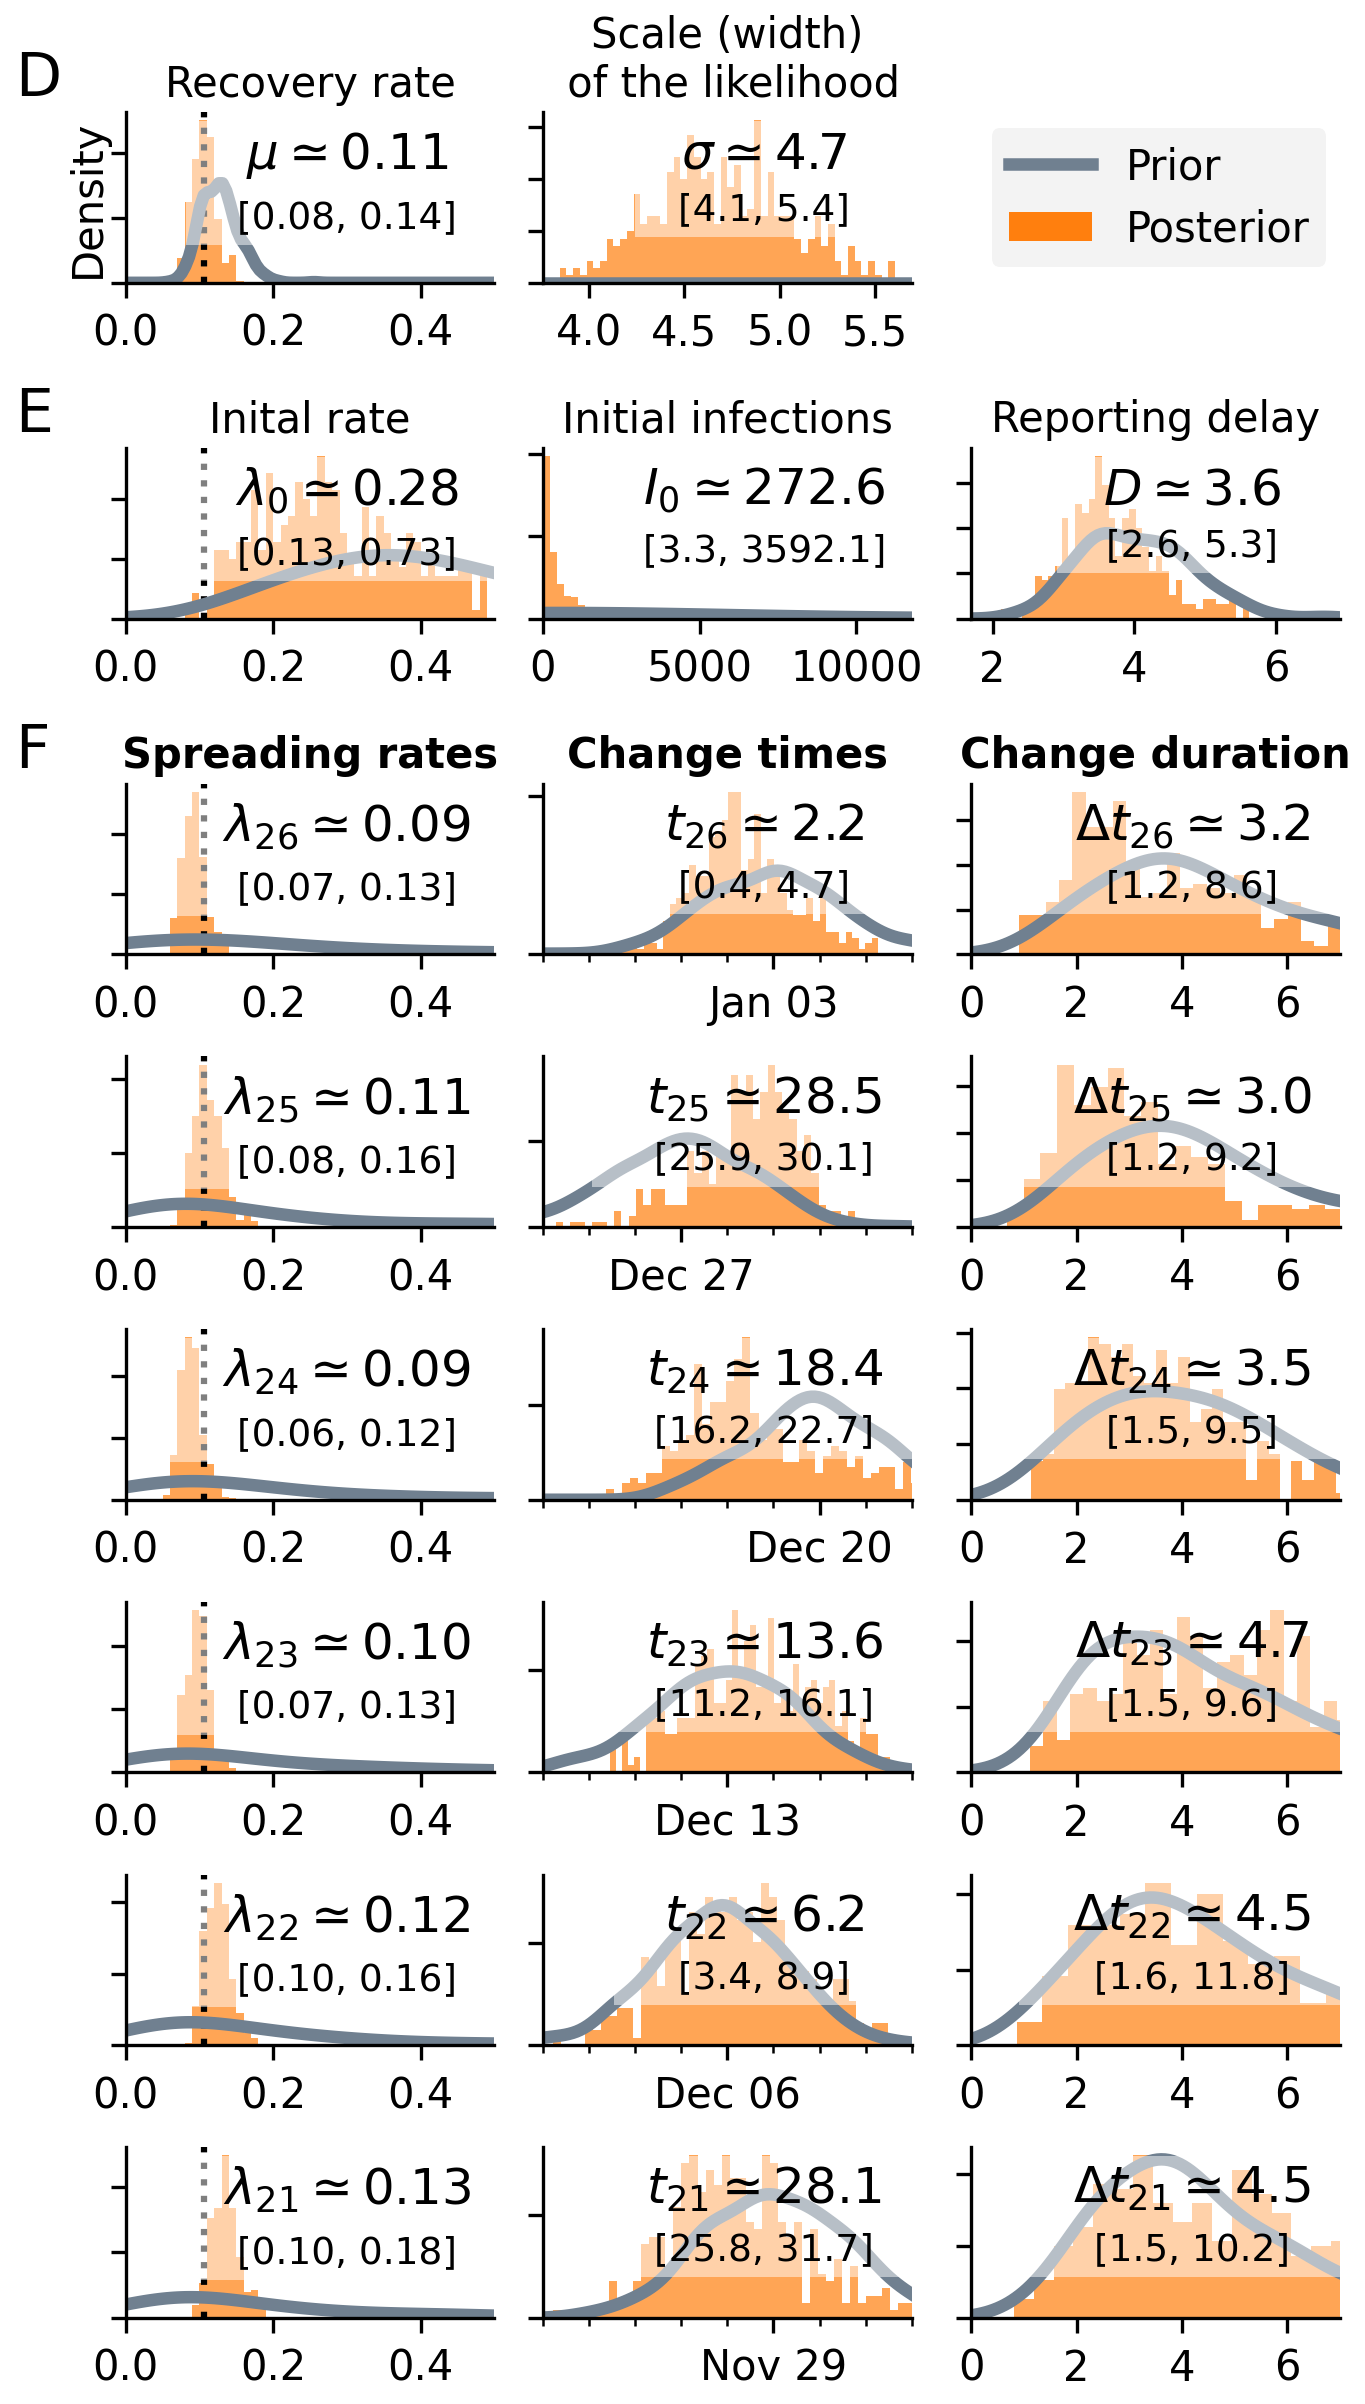 D
Recovery rate
Scale (width)
of the likelihood
Density
μ ≃ 0.11
[0.08, 0.14]
0.0 0.2 0.4
σ ≃ 4.7
[4.1, 5.4]
4.0 4.5 5.0 5.5
Prior
Posterior
E
Inital rate
λ0 ≃ 0.28
[0.13, 0.73]
0.0 0.2 0.4
Initial infections
I0 ≃ 272.6
[3.3, 3592.1]
0 5000 10000
Reporting delay
D ≃ 3.6
[2.6, 5.3]
2 4 6
F
Spreading rates
Change times
Change duration
λ26 ≃ 0.09
[0.07, 0.13]
0.0 0.2 0.4
t26 ≃ 2.2
[0.4, 4.7]
Jan 03
Δt26 ≃ 3.2
[1.2, 8.6]
0 2 4 6
λ25 ≃ 0.11
[0.08, 0.16]
0.0 0.2 0.4
t25 ≃ 28.5
[25.9, 30.1]
Dec 27
Δt25 ≃ 3.0
[1.2, 9.2]
0 2 4 6
λ24 ≃ 0.09
[0.06, 0.12]
0.0 0.2 0.4
t24 ≃ 18.4
[16.2, 22.7]
Dec 20
Δt24 ≃ 3.5
[1.5, 9.5]
0 2 4 6
λ23 ≃ 0.10
[0.07, 0.13]
0.0 0.2 0.4
t23 ≃ 13.6
[11.2, 16.1]
Dec 13
Δt23 ≃ 4.7
[1.5, 9.6]
0 2 4 6
λ22 ≃ 0.12
[0.10, 0.16]
0.0 0.2 0.4
t22 ≃ 6.2
[3.4, 8.9]
Dec 06
Δt22 ≃ 4.5
[1.6, 11.8]
0 2 4 6
λ21 ≃ 0.13
[0.10, 0.18]
0.0 0.2 0.4
t21 ≃ 28.1
[25.8, 31.7]
Nov 29
Δt21 ≃ 4.5
[1.5, 10.2]
0 2 4 6